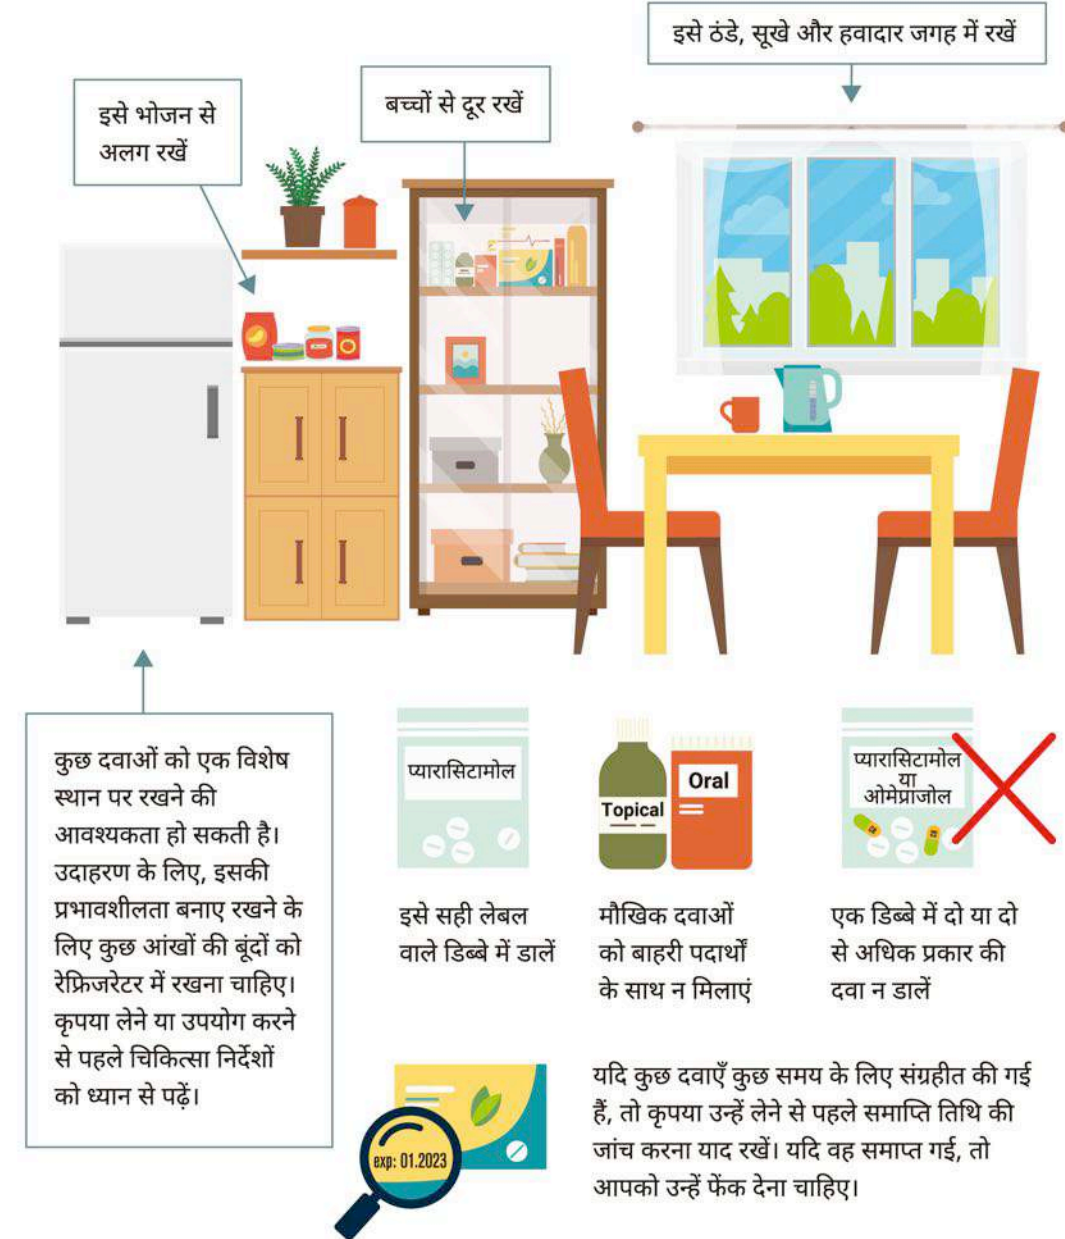 इसे ठंडे, सूखे और हवादार जगह में रखें
बच्चों से दूर रखें
इसे भोजन से
अलग रखें
कुछ दवाओं को एक विशेष
स्थान पर रखने की
आवश्यकता हो सकती है।
उदाहरण के लिए, इसकी
प्रभावशीलता बनाए रखने के
लिए कुछ आंखों की बूंदों को
रेफ्रिजरेटर में रखना चाहिए।
कृपया लेने या उपयोग करने
से पहले चिकित्सा निर्देशों
को ध्यान से पढ़ें।
प्यारासिटामोल
इसे सही लेबल
वाले डिब्बे में डालें
Topical
Oral
मौखिक दवाओं
को बाहरी पदार्थों
के साथ न मिलाएं
प्यारासिटामोल
या
ओमेप्राजोल
एक डिब्बे में दो या दो
से अधिक प्रकार की
दवा न डालें
exp: 01.2023
यदि कुछ दवाएँ कुछ समय के लिए संग्रहीत की गई
हैं, तो कृपया उन्हें लेने से पहले समाप्ति तिथि की
जांच करना याद रखें। यदि वह समाप्त गई, तो
आपको उन्हें फेंक देना चाहिए।